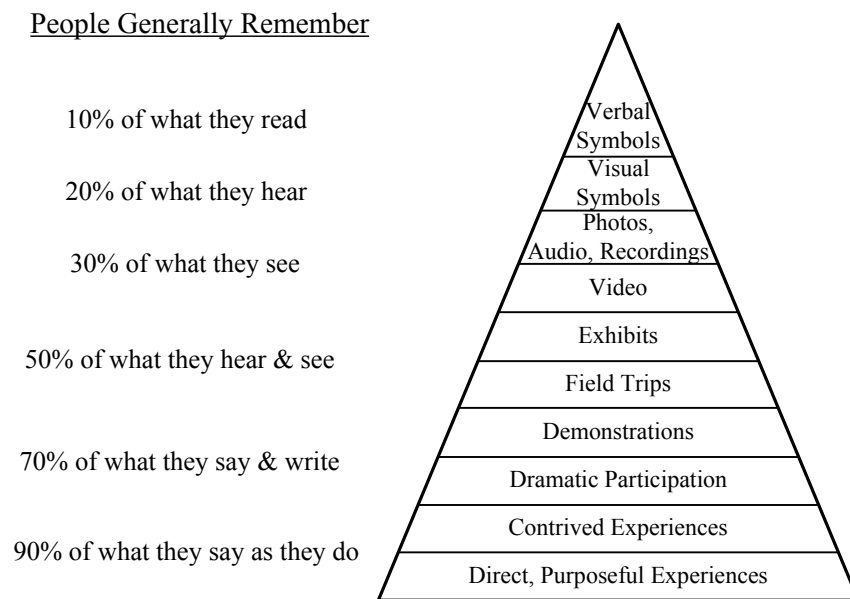 People Generally Remember
10% of what they read
20% of what they hear
30% of what they see
50% of what they hear & see
70% of what they say & write
90% of what they say as they do
Verbal
Symbols
Visual
Symbols
Photos,
Audio, Recordings
Video
Exhibits
Field Trips
Demonstrations
Dramatic Participation
Contrived Experiences
Direct, Purposeful Experiences